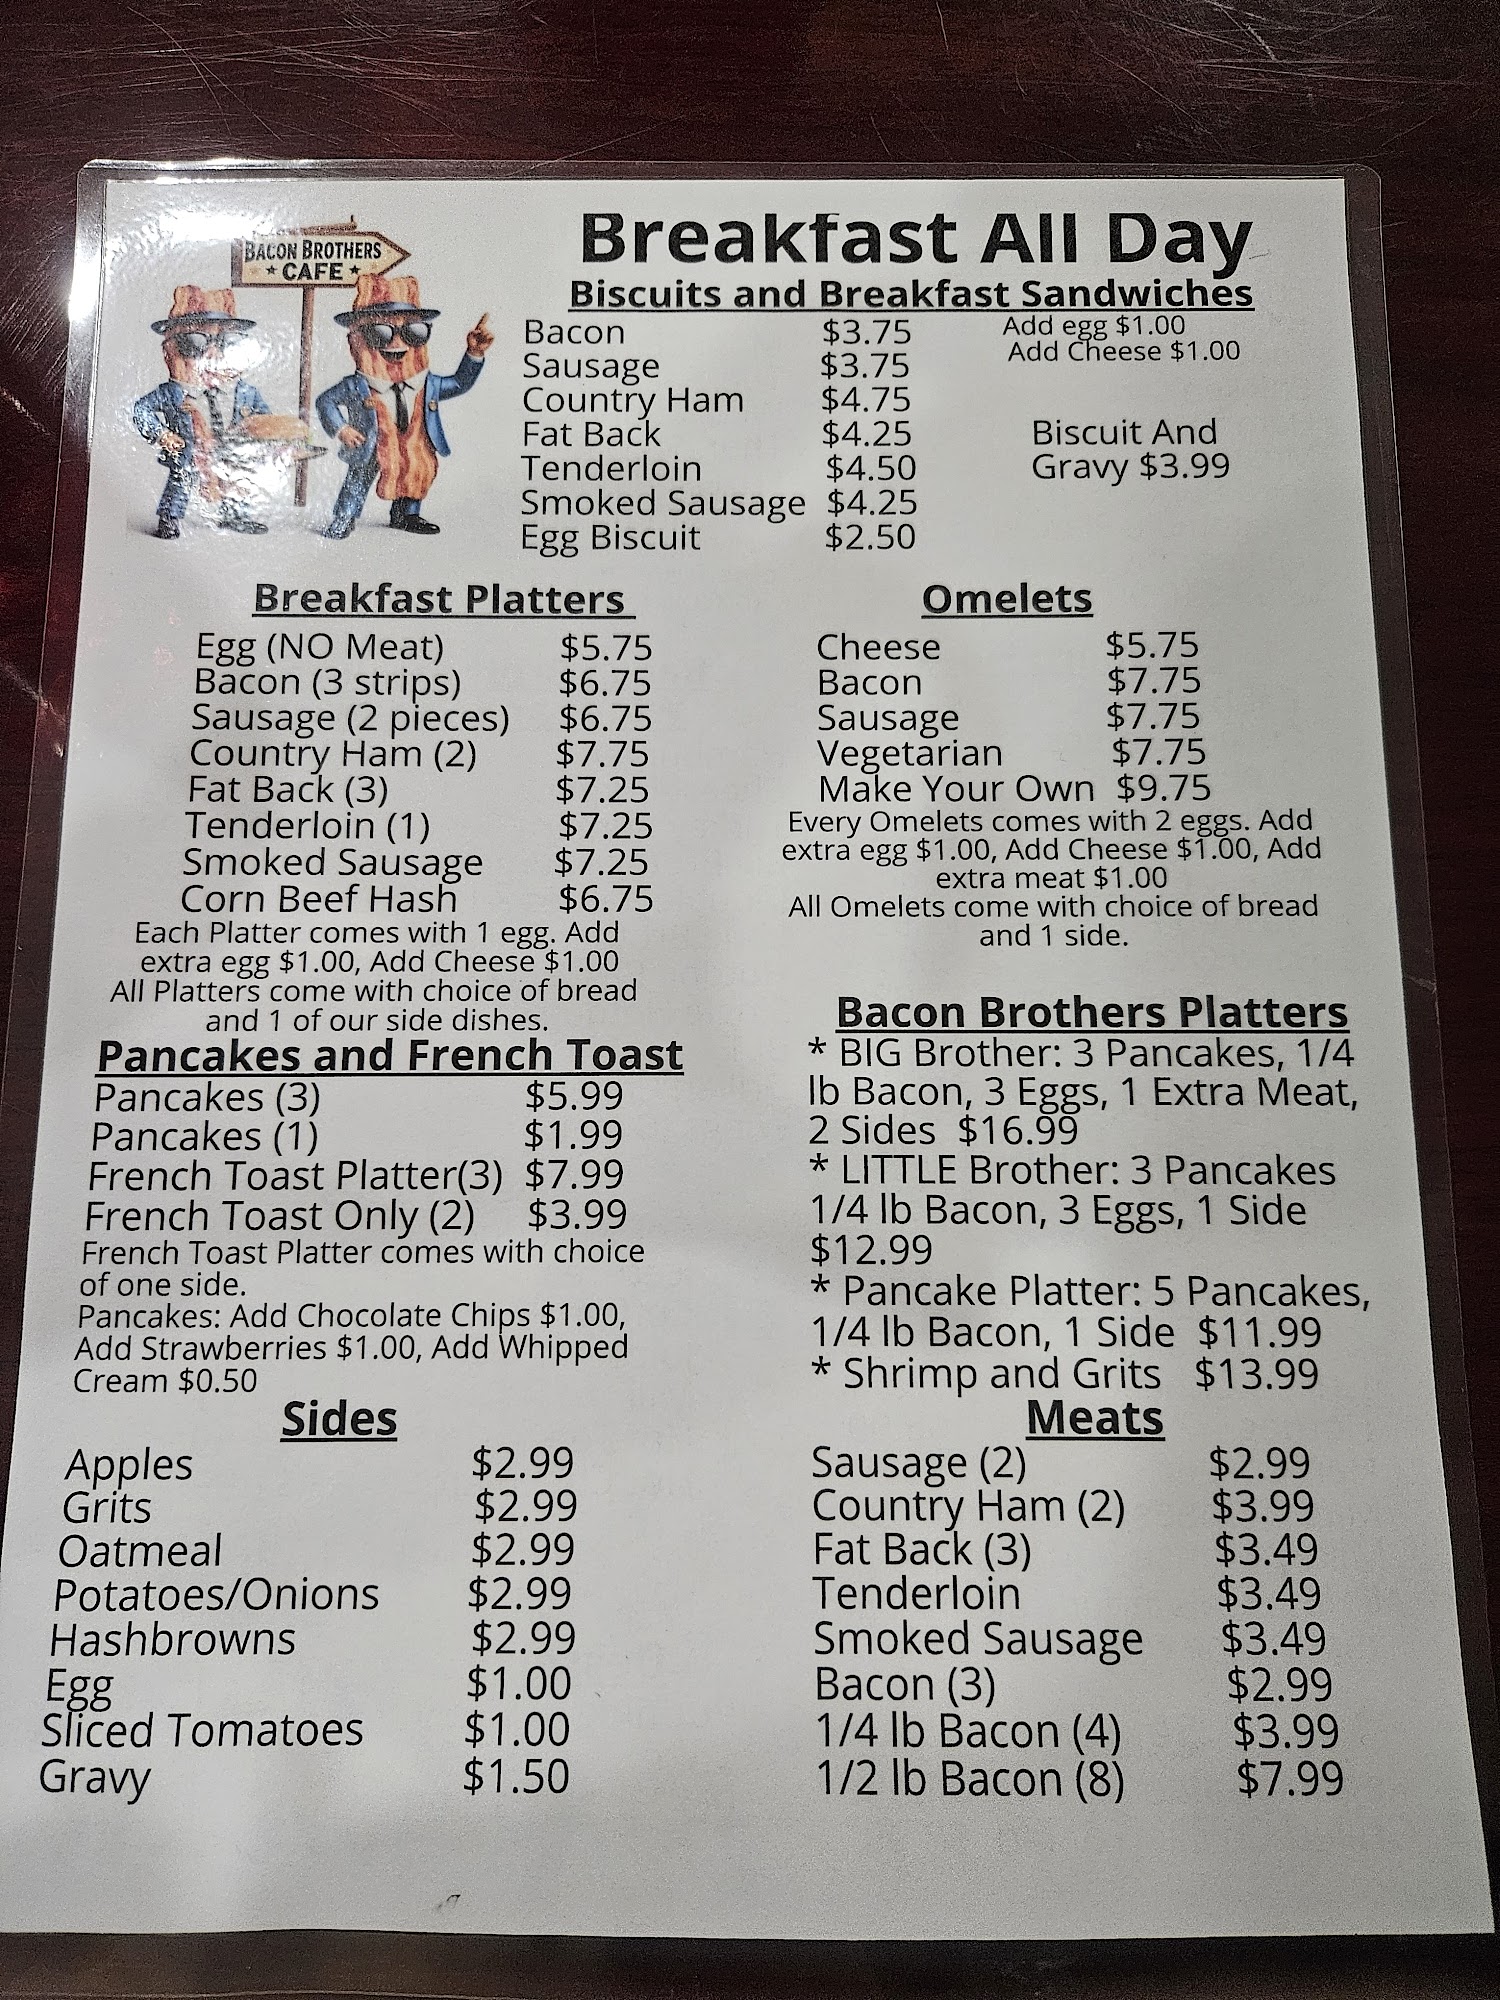 BACON BROTHERS
★ CAFE ★
Breakfast All Day
Biscuits and Breakfast Sandwiches
Bacon $3.75
Sausage $3.75
Country Ham $4.75
Fat Back $4.25
Tenderloin $4.50
Smoked Sausage $4.25
Egg Biscuit $2.50
Add egg $1.00
Add Cheese $1.00
Biscuit And
Gravy $3.99
Breakfast Platters
Egg (NO Meat) $5.75
Bacon (3 strips) $6.75
Sausage (2 pieces) $6.75
Country Ham (2) $7.75
Fat Back (3) $7.25
Tenderloin (1) $7.25
Smoked Sausage $7.25
Corn Beef Hash $6.75
Each Platter comes with 1 egg. Add
extra egg $1.00, Add Cheese $1.00
All Platters come with choice of bread
and 1 of our side dishes.
Omelets
Cheese $5.75
Bacon $7.75
Sausage $7.75
Vegetarian $7.75
Make Your Own $9.75
Every Omelets comes with 2 eggs. Add
extra egg $1.00, Add Cheese $1.00, Add
extra meat $1.00
All Omelets come with choice of bread
and 1 side.
Pancakes and French Toast
Pancakes (3) $5.99
Pancakes (1) $1.99
French Toast Platter(3) $7.99
French Toast Only (2) $3.99
French Toast Platter comes with choice
of one side.
Pancakes: Add Chocolate Chips $1.00,
Add Strawberries $1.00, Add Whipped
Cream $0.50
Bacon Brothers Platters
* BIG Brother: 3 Pancakes, 1/4
lb Bacon, 3 Eggs, 1 Extra Meat,
2 Sides $16.99
* LITTLE Brother: 3 Pancakes
1/4 lb Bacon, 3 Eggs, 1 Side
$12.99
* Pancake Platter: 5 Pancakes,
1/4 lb Bacon, 1 Side $11.99
* Shrimp and Grits $13.99
Sides
Apples $2.99
Grits $2.99
Oatmeal $2.99
Potatoes/Onions $2.99
Hashbrowns $2.99
Egg $1.00
Sliced Tomatoes $1.00
Gravy $1.50
Meats
Sausage (2) $2.99
Country Ham (2) $3.99
Fat Back (3) $3.49
Tenderloin $3.49
Smoked Sausage $3.49
Bacon (3) $2.99
1/4 lb Bacon (4) $3.99
1/2 lb Bacon (8) $7.99